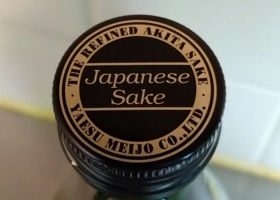 THE REFINED AKITA SAKE
Japanese
Sake
YAESU MEIJO CO.,LTD.